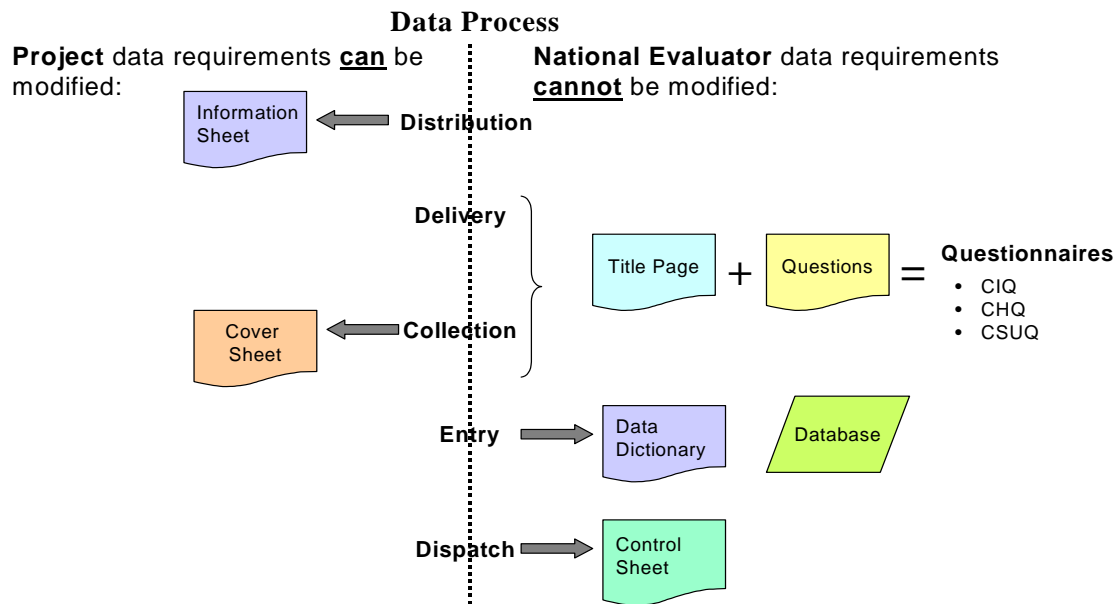 Data Process
Project data requirements can be
modified:
National Evaluator data requirements
cannot be modified:
Information
Sheet
Distribution
Delivery
Title Page
+
Questions
=
Questionnaires
• CIQ
• CHQ
• CSUQ
Cover
Sheet
Collection
Entry
Data
Dictionary
Database
Dispatch
Control
Sheet